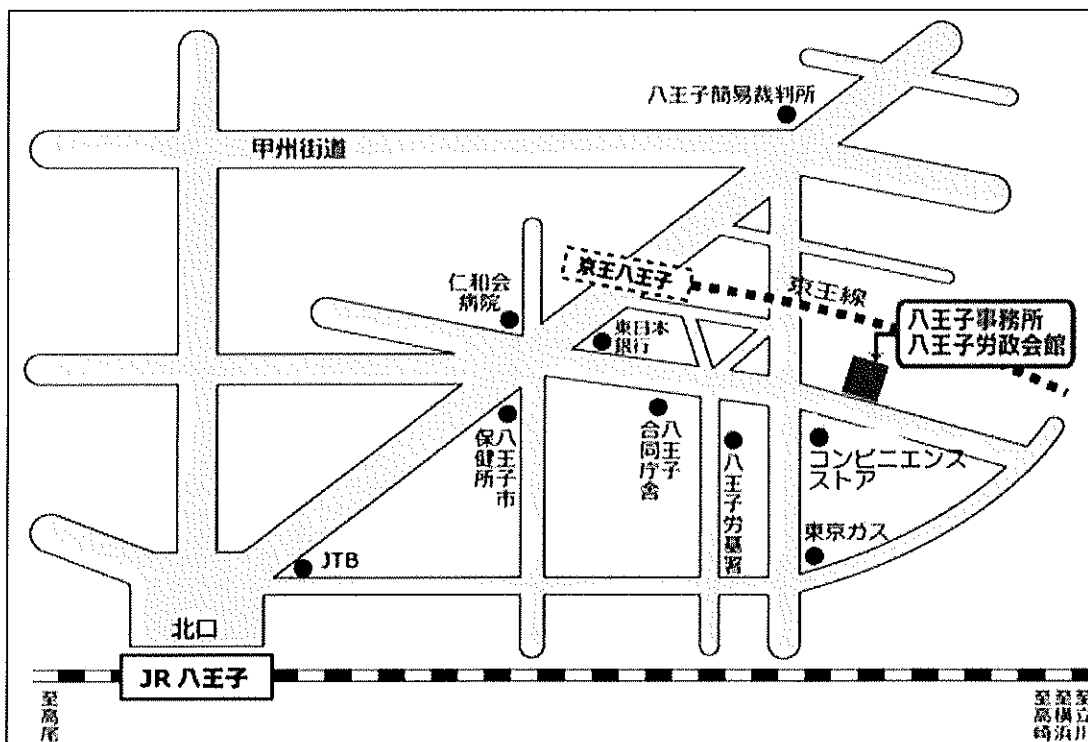 八王子簡易裁判所
甲州街道
仁和会
病院
京王八王子
京王線
東日本
銀行
八王子事務所
八王子労政会館
八王子市
保健所
八王子
合同庁舎
八王子労基署
コンビニエンス
ストア
東京ガス
JTB
北口
JR 八王子
至高尾
至高崎
至横浜
至立川